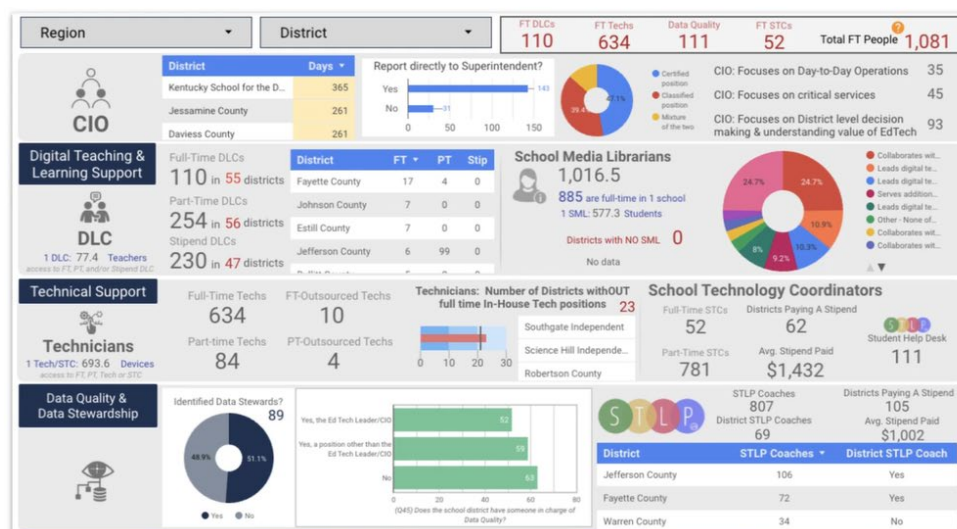 Region
District
FT DLCs
110
FT Techs
634
Data Quality
111
FT STCs
52
?
Total FT People 1,081
CIO
District Days
Kentucky School for the D... 365
Jessamine County 261
Daviess County 261
Report directly to Superintendent?
Yes 143
No 31
0 50 100 150
47.1%
39.4%
Certified position
Classified position
Mixture of the two
CIO: Focuses on Day-to-Day Operations 35
CIO: Focuses on critical services 45
CIO: Focuses on District level decision
making & understanding value of EdTech 93
Digital Teaching &
Learning Support
DLC
1 DLC: 77.4 Teachers
access to FT, PT, and/or Stipend DLC
Full-Time DLCs
110 in 55 districts
Part-Time DLCs
254 in 56 districts
Stipend DLCs
230 in 47 districts
District FT PT Stip
Fayette County 17 4 0
Johnson County 7 0 0
Estill County 7 0 0
Jefferson County 6 99 0
School Media Librarians
1,016.5
885 are full-time in 1 school
1 SML: 577.3 Students
Districts with NO SML 0
No data
24.7%
24.7%
10.9%
10.3%
9.2%
8%
Collaborates wit...
Leads digital te...
Leads digital te...
Serves addition...
Leads digital te...
Other - None of...
Collaborates wit...
Collaborates wit...
Technical Support
Technicians
1 Tech/STC: 693.6 Devices
access to FT, PT, Tech or STC
Full-Time Techs
634
FT-Outsourced Techs
10
Part-time Techs
84
PT-Outsourced Techs
4
Technicians: Number of Districts withOUT
full time In-House Tech positions 23
0 10 20 30
Southgate Independent
Science Hill Independe...
Robertson County
School Technology Coordinators
Full-Time STCs
52
Districts Paying A Stipend
62
Part-Time STCs
781
Avg. Stipend Paid
$1,432
STLP
Student Help Desk
111
Data Quality &
Data Stewardship
Identified Data Stewards?
89
48.9%
51.1%
Yes No
Yes, the Ed Tech Leader/CIO 52
Yes, a position other than the
Ed Tech Leader/CIO 59
No 63
0 20 40 60 80
(Q45) Does the school district have someone in charge of
Data Quality?
STLP
STLP Coaches
807
District STLP Coaches
69
Districts Paying A Stipend
105
Avg. Stipend Paid
$1,002
District STLP Coaches District STLP Coach
Jefferson County 106 Yes
Fayette County 72 Yes
Warren County 34 No